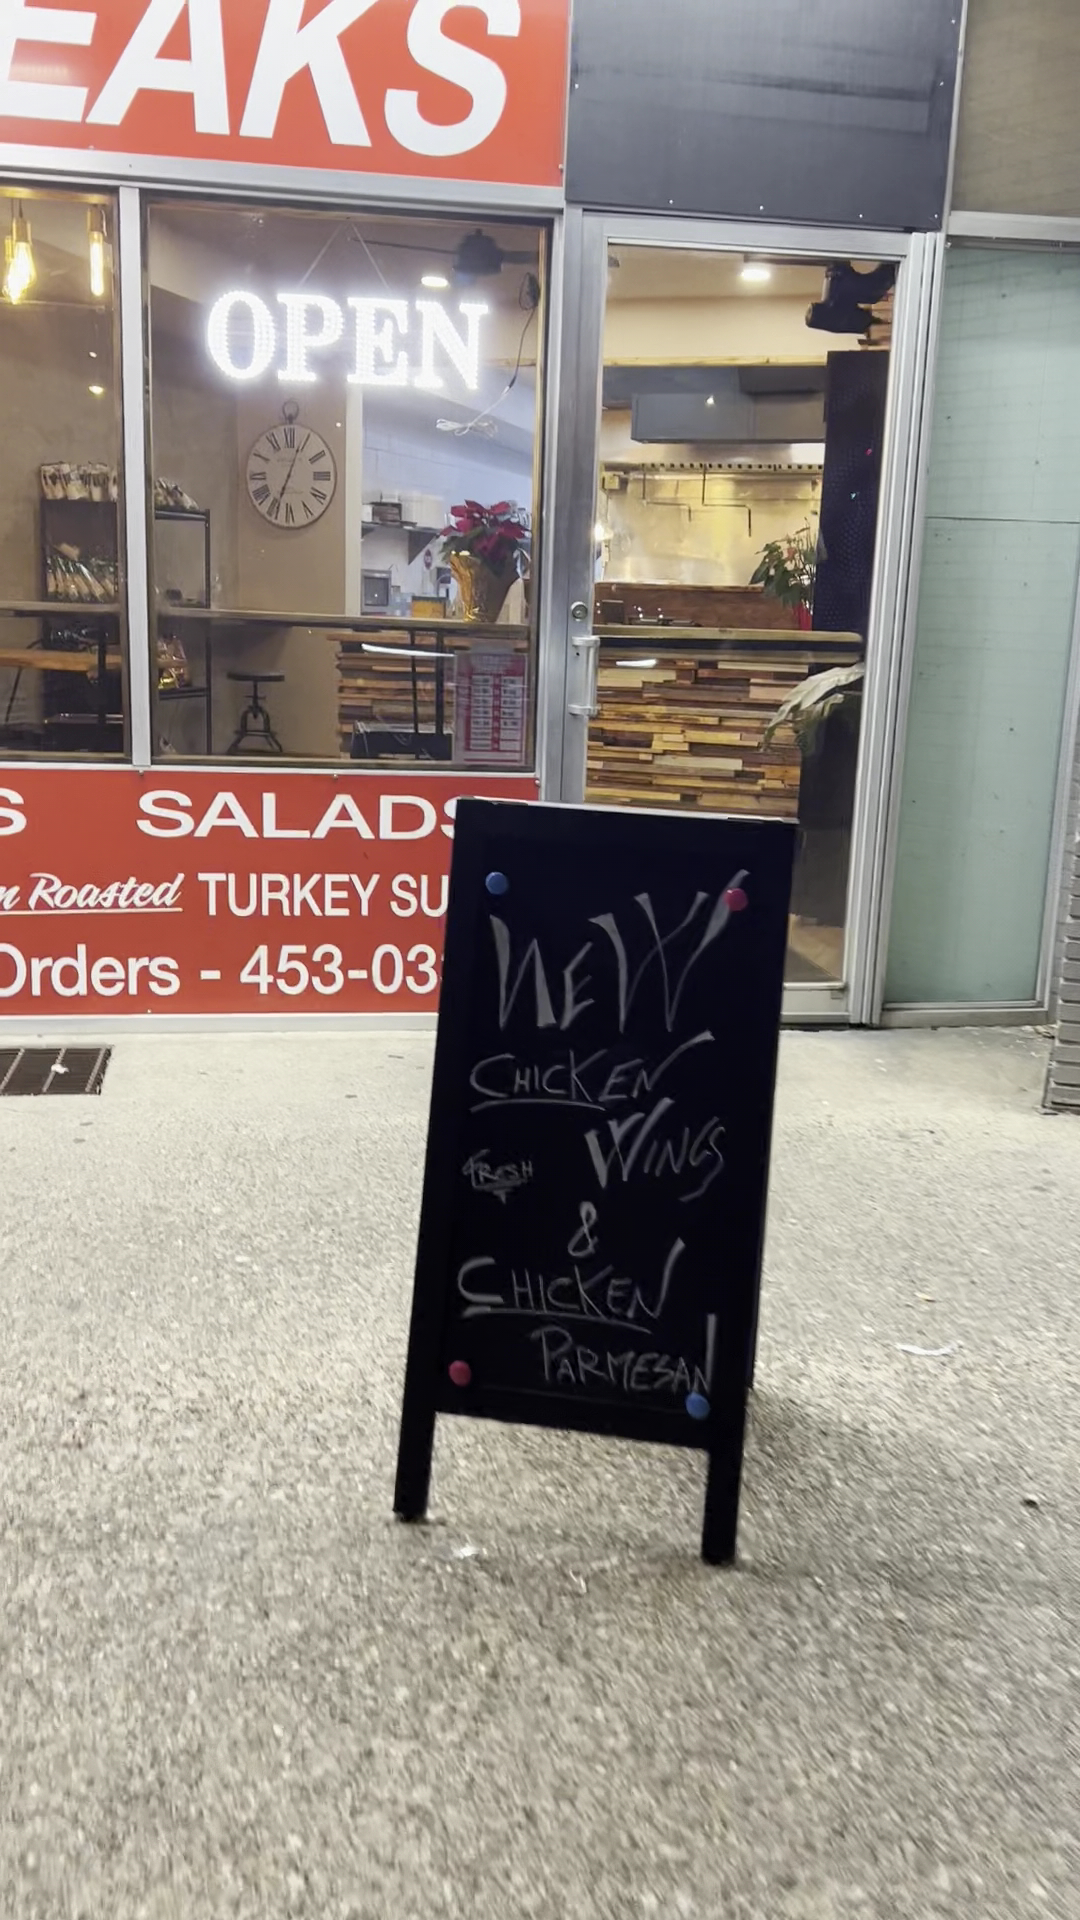 EAKS
OPEN
S SALADS
n Roasted TURKEY SU
Orders - 453-03
NEW
CHICKEN
WINGS
FRESH
&
CHICKEN
PARMESAN